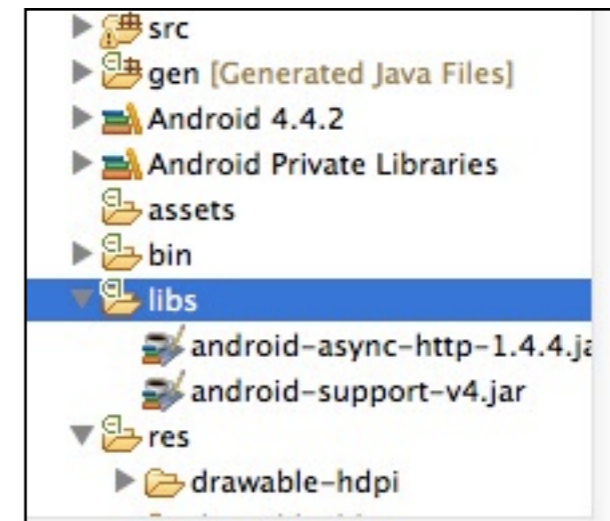 src
gen [Generated Java Files]
Android 4.4.2
Android Private Libraries
assets
bin
libs
android-async-http-1.4.4.ja
android-support-v4.jar
res
drawable-hdpi